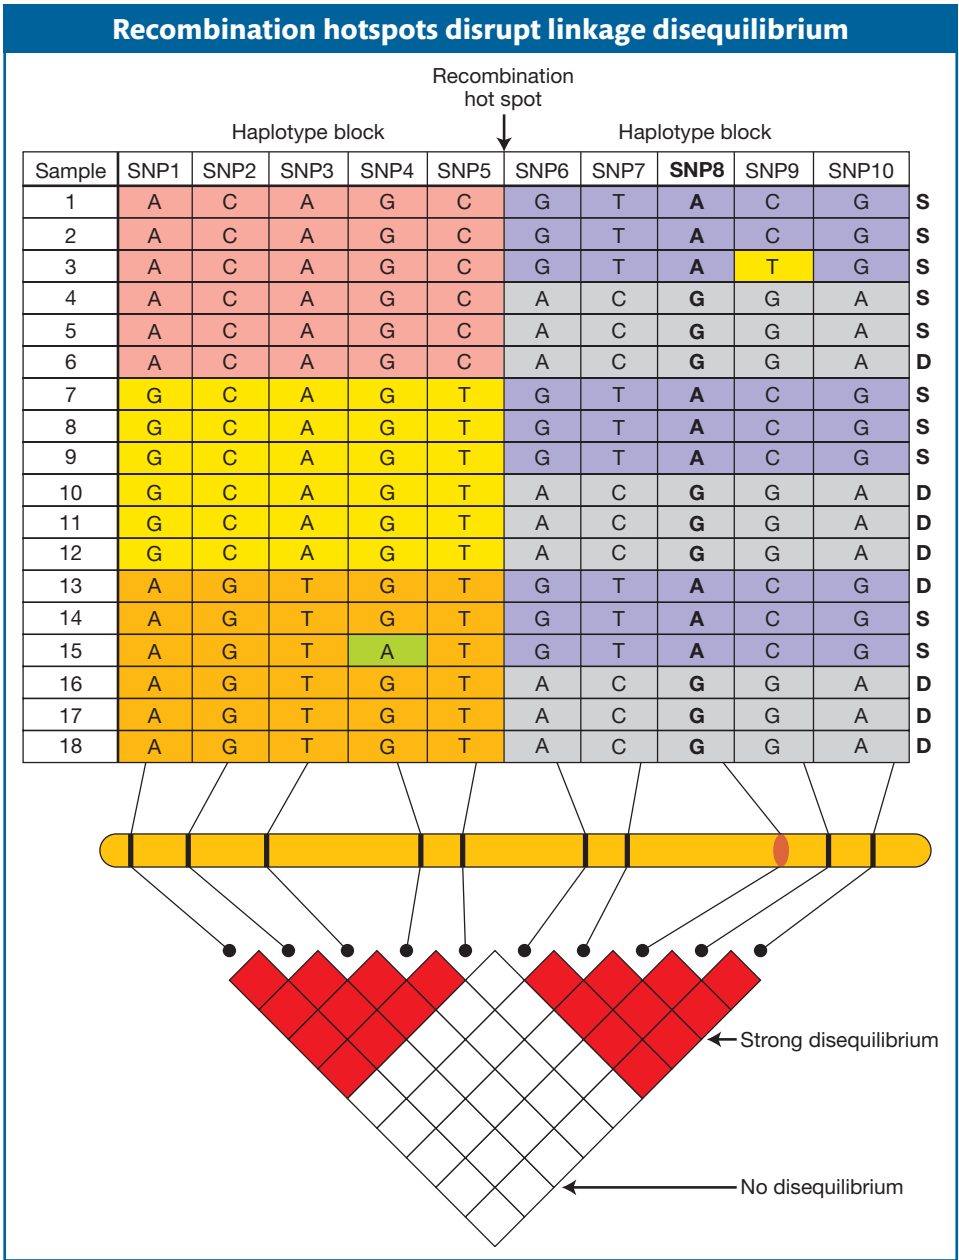 Recombination hotspots disrupt linkage disequilibrium
Recombination
hot spot
Haplotype block Haplotype block
Sample SNP1 SNP2 SNP3 SNP4 SNP5 SNP6 SNP7 SNP8 SNP9 SNP10
1 A C A G C G T A C G S
2 A C A G C G T A C G S
3 A C A G C G T A T G S
4 A C A G C A C G G A S
5 A C A G C A C G G A S
6 A C A G C A C G G A D
7 G C A G T G T A C G S
8 G C A G T G T A C G S
9 G C A G T G T A C G S
10 G C A G T A C G G A D
11 G C A G T A C G G A D
12 G C A G T A C G G A D
13 A G T G T G T A C G D
14 A G T G T G T A C G S
15 A G T A T G T A C G S
16 A G T G T A C G G A D
17 A G T G T A C G G A D
18 A G T G T A C G G A D
Strong disequilibrium
No disequilibrium